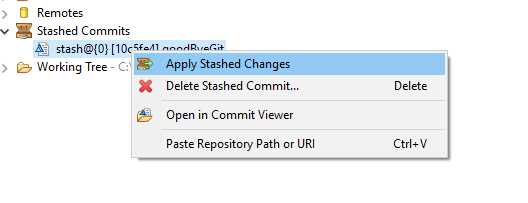 Remotes
Stashed Commits
stash@{0} [10c5fe4] goodByeGit
Working Tree - C:\
Apply Stashed Changes
Delete Stashed Commit... Delete
Open in Commit Viewer
Paste Repository Path or URI Ctrl+V